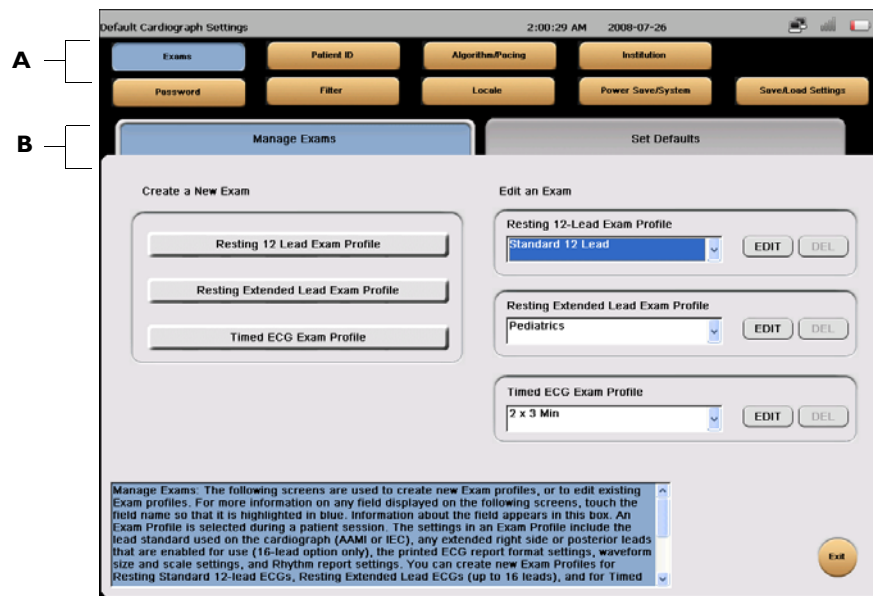 Default Cardiograph Settings 2:00:29 AM 2008-07-26
A
Exams Patient ID Algorithm/Pacing Institution
Password Filter Locale Power Save/System Save/Load Settings
B
Manage Exams Set Defaults
Create a New Exam
Resting 12 Lead Exam Profile
Resting Extended Lead Exam Profile
Timed ECG Exam Profile
Edit an Exam
Resting 12-Lead Exam Profile
Standard 12 Lead EDIT DEL
Resting Extended Lead Exam Profile
Pediatrics EDIT DEL
Timed ECG Exam Profile
2 x 3 Min EDIT DEL
Manage Exams: The following screens are used to create new Exam profiles, or to edit existing
Exam profiles. For more information on any field displayed on the following screens, touch the
field name so that it is highlighted in blue. Information about the field appears in this box. An
Exam Profile is selected during a patient session. The settings in an Exam Profile include the
lead standard used on the cardiograph (AAMI or IEC), any extended right side or posterior leads
that are enabled for use (16-lead option only), the printed ECG report format settings, waveform
size and scale settings, and Rhythm report settings. You can create new Exam Profiles for
Resting Standard 12-lead ECGs, Resting Extended Lead ECGs (up to 16 leads), and for Timed
Exit